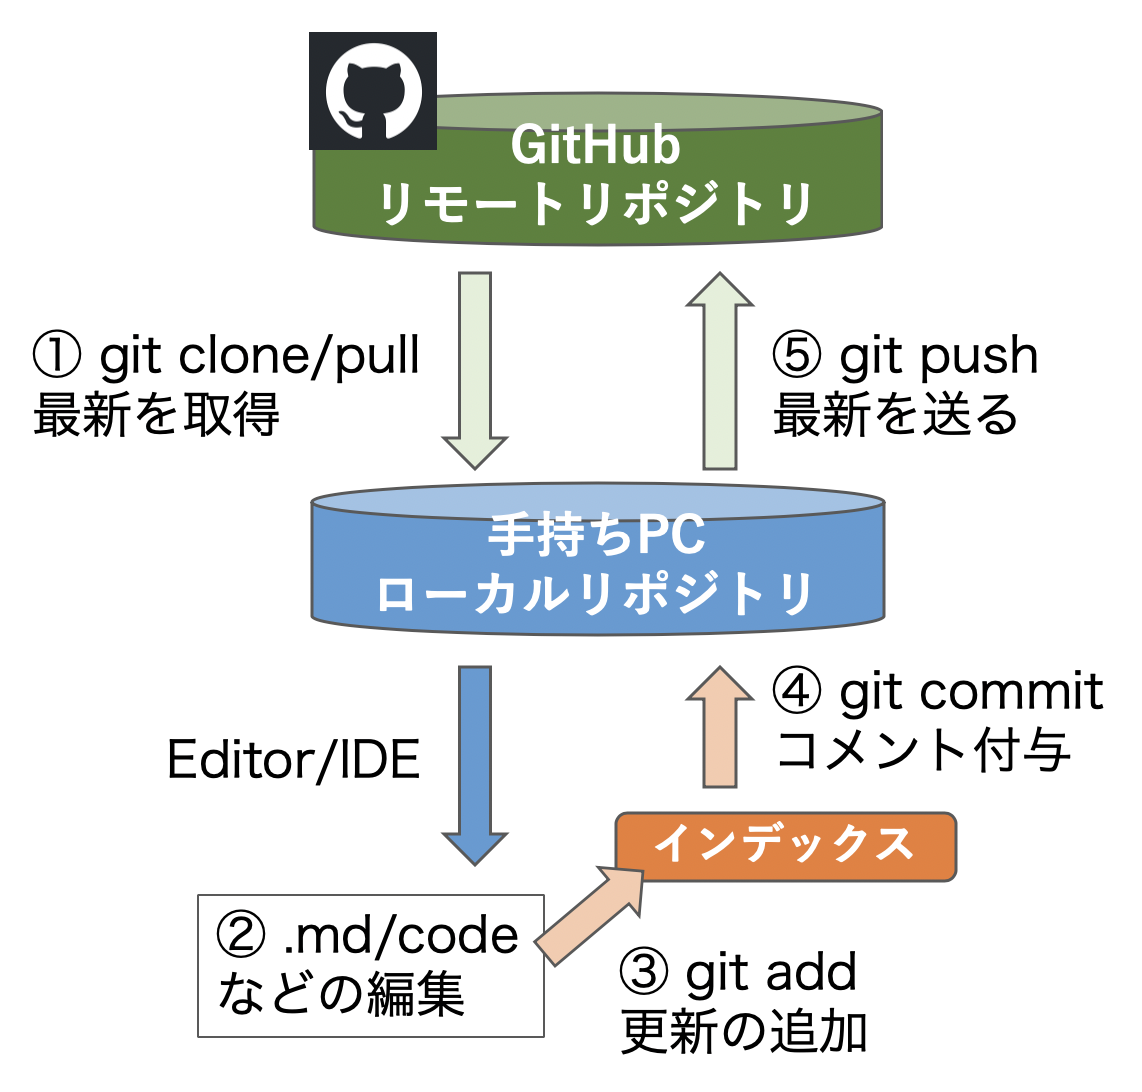 GitHub
リモートリポジトリ
① git clone/pull
最新を取得
⑤ git push
最新を送る
手持ちPC
ローカルリポジトリ
Editor/IDE
④ git commit
コメント付与
インデックス
② .md/code
などの編集
③ git add
更新の追加